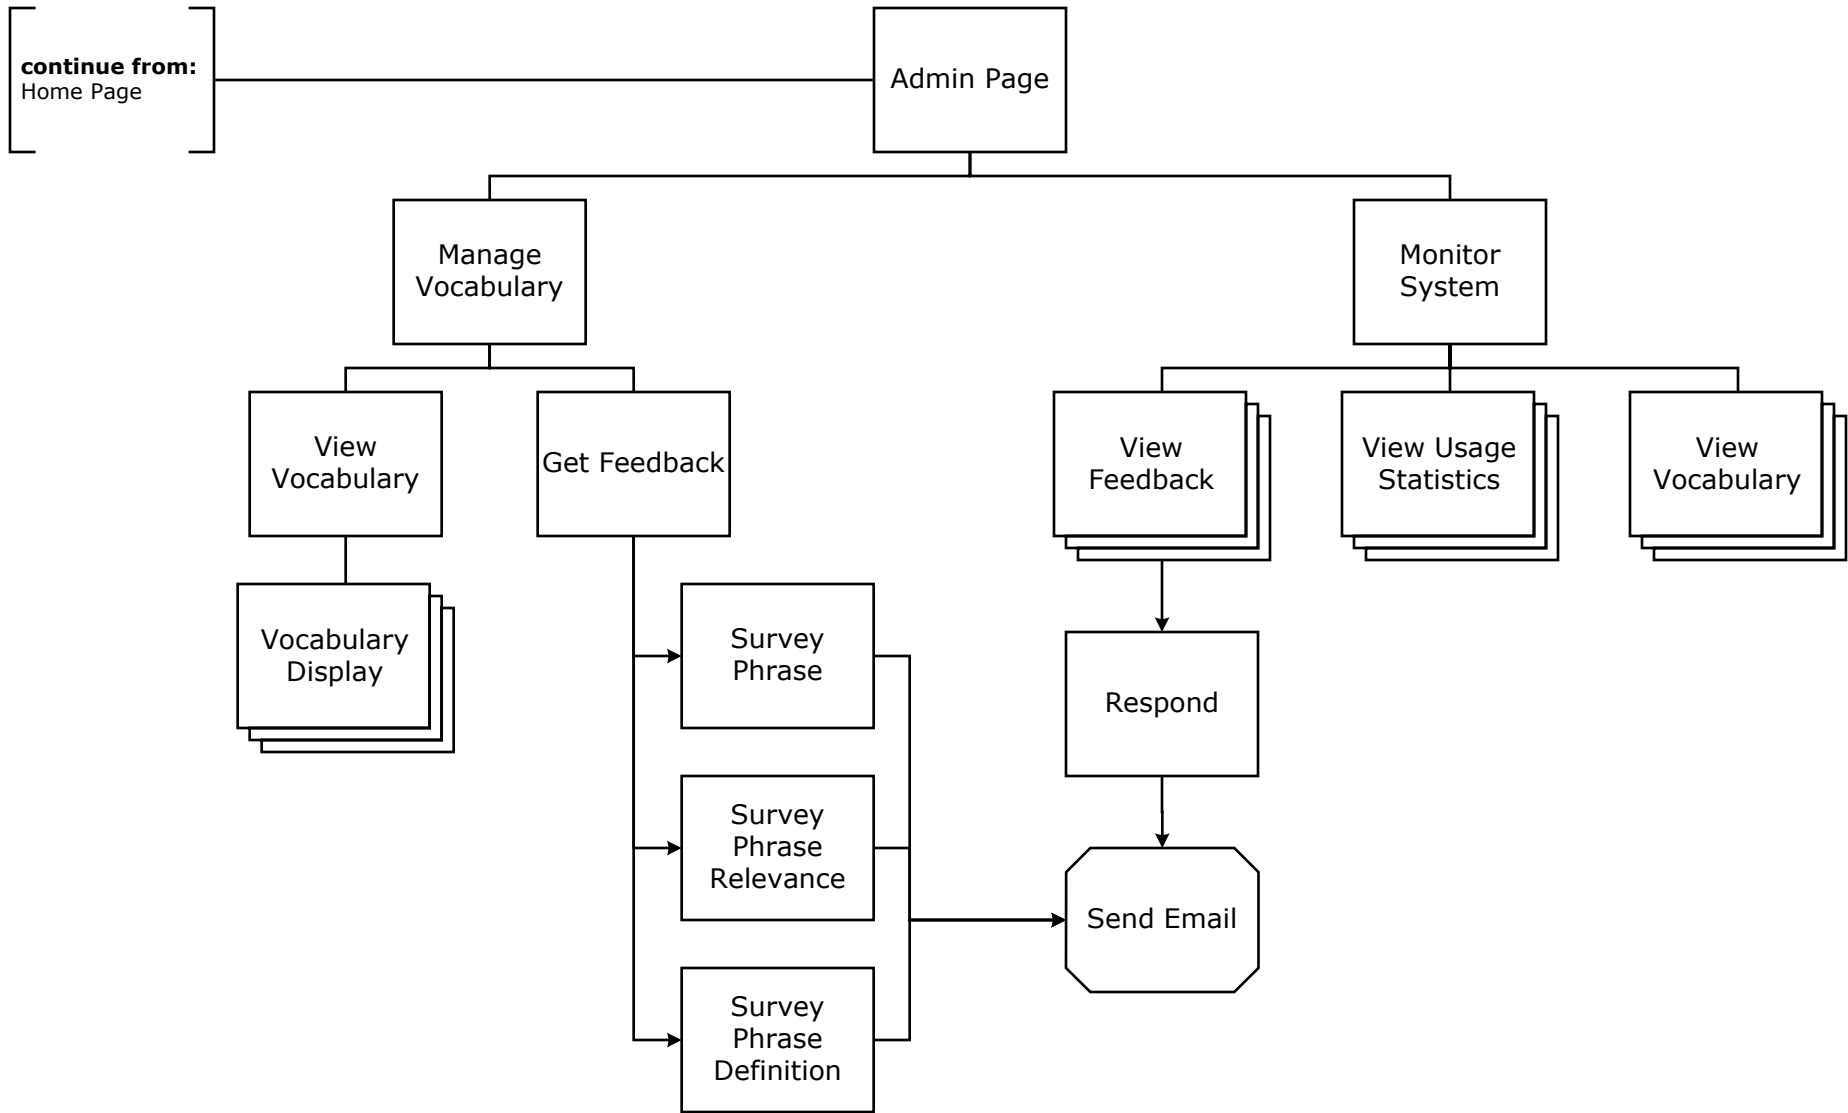 continue from:
Home Page
Admin Page
Manage
Vocabulary
Monitor
System
View
Vocabulary
Get Feedback
View
Feedback
View Usage
Statistics
View
Vocabulary
Vocabulary
Display
Survey
Phrase
Respond
Survey
Phrase
Relevance
Send Email
Survey
Phrase
Definition